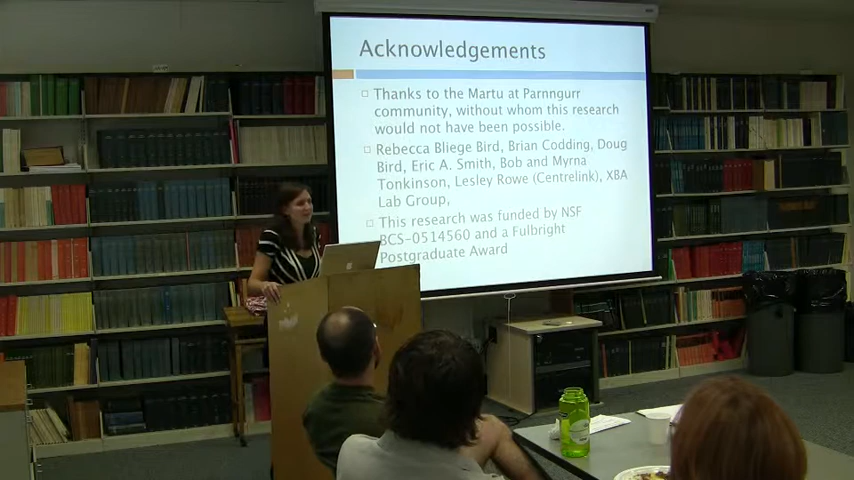 Acknowledgements
Thanks to the Martu at Parnngurr
community, without whom this research
would not have been possible.
Rebecca Bliege Bird, Brian Codding, Doug
Bird, Eric A. Smith, Bob and Myrna
Tonkinson, Lesley Rowe (Centrelink), XBA
Lab Group,
This research was funded by NSF
BCS-0514560 and a Fulbright
Postgraduate Award